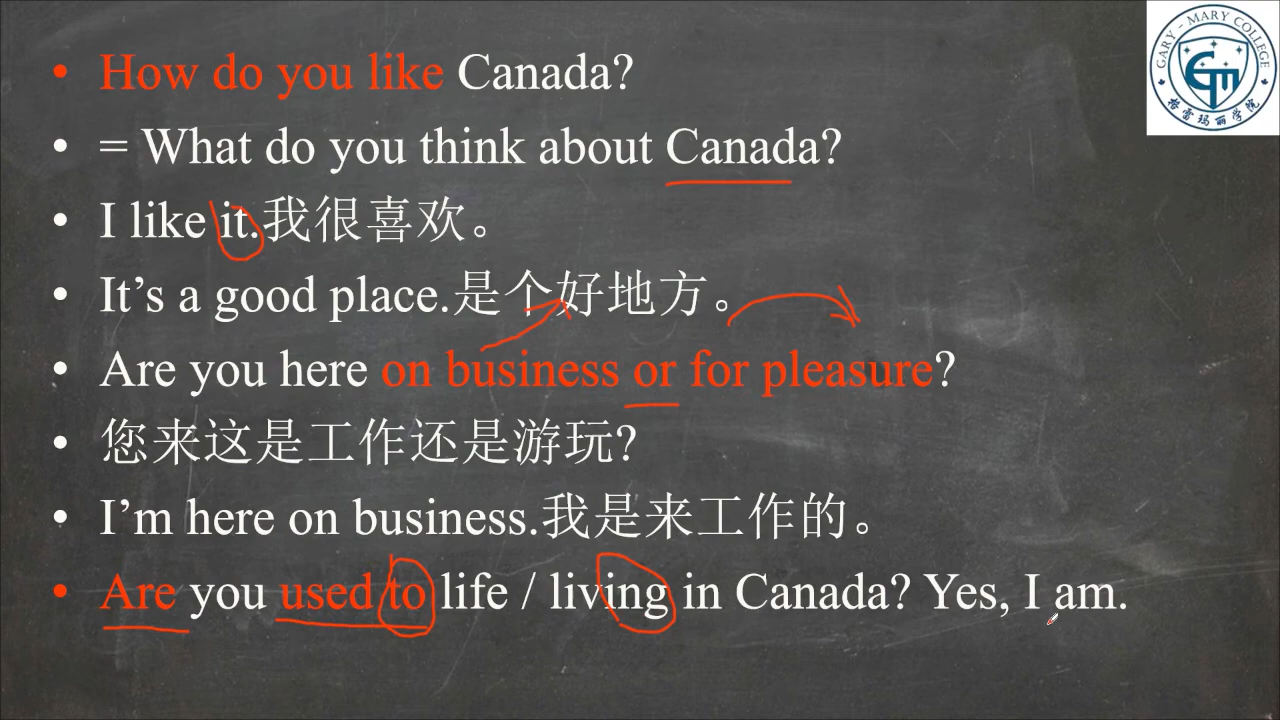 How do you like Canada?
= What do you think about Canada?
I like it.我很喜欢。
It’s a good place.是个好地方。
Are you here on business or for pleasure?
您来这是工作还是游玩?
I’m here on business.我是来工作的。
Are you used to life / living in Canada? Yes, I am.
GARY - MARY COLLEGE
格雷玛丽学院